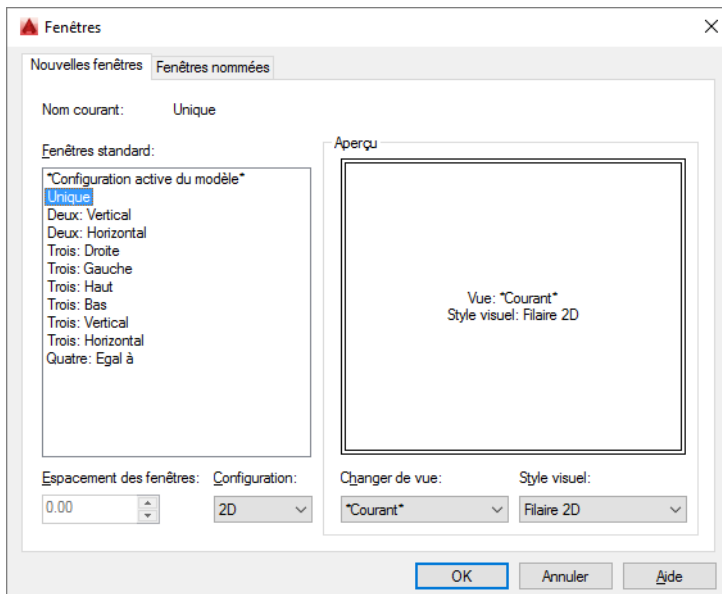 Fenêtres
Nouvelles fenêtres
Fenêtres nommées
Nom courant: Unique
Fenêtres standard:
*Configuration active du modèle*
Unique
Deux: Vertical
Deux: Horizontal
Trois: Droite
Trois: Gauche
Trois: Haut
Trois: Bas
Trois: Vertical
Trois: Horizontal
Quatre: Egal à
Espacement des fenêtres:
0.00
Configuration:
2D
Aperçu
Vue: *Courant*
Style visuel: Filaire 2D
Changer de vue:
*Courant*
Style visuel:
Filaire 2D
OK
Annuler
Aide